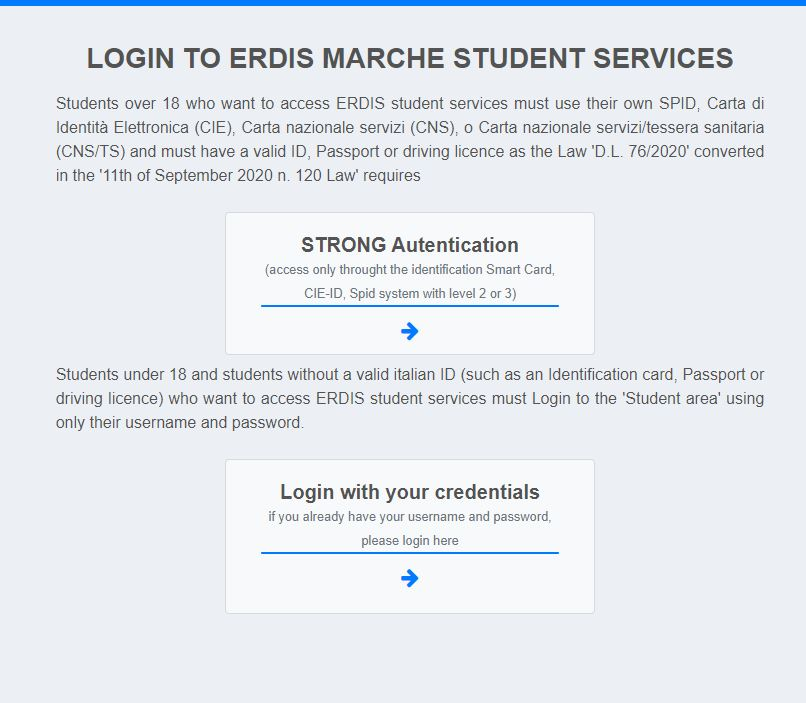 LOGIN TO ERDIS MARCHE STUDENT SERVICES
Students over 18 who want to access ERDIS student services must use their own SPID, Carta di
Identità Elettronica (CIE), Carta nazionale servizi (CNS), o Carta nazionale servizi/tessera sanitaria
(CNS/TS) and must have a valid ID, Passport or driving licence as the Law 'D.L. 76/2020' converted
in the '11th of September 2020 n. 120 Law' requires
STRONG Autentication
(access only throught the identification Smart Card,
CIE-ID, Spid system with level 2 or 3)
Students under 18 and students without a valid italian ID (such as an Identification card, Passport or
driving licence) who want to access ERDIS student services must Login to the 'Student area' using
only their username and password.
Login with your credentials
if you already have your username and password,
please login here